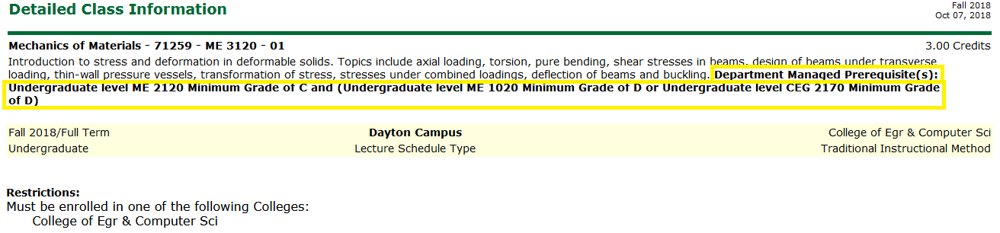 Detailed Class Information
Fall 2018
Oct 07, 2018
Mechanics of Materials - 71259 - ME 3120 - 01
3.00 Credits
Introduction to stress and deformation in deformable solids. Topics include axial loading, torsion, pure bending, shear stresses in beams, design of beams under transverse
loading, thin-wall pressure vessels, transformation of stress, stresses under combined loadings, deflection of beams and buckling. Department Managed Prerequisite(s):
Undergraduate level ME 2120 Minimum Grade of C and (Undergraduate level ME 1020 Minimum Grade of D or Undergraduate level CEG 2170 Minimum Grade
of D)
Fall 2018/Full Term
Dayton Campus
College of Egr & Computer Sci
Undergraduate
Lecture Schedule Type
Traditional Instructional Method
Restrictions:
Must be enrolled in one of the following Colleges:
College of Egr & Computer Sci